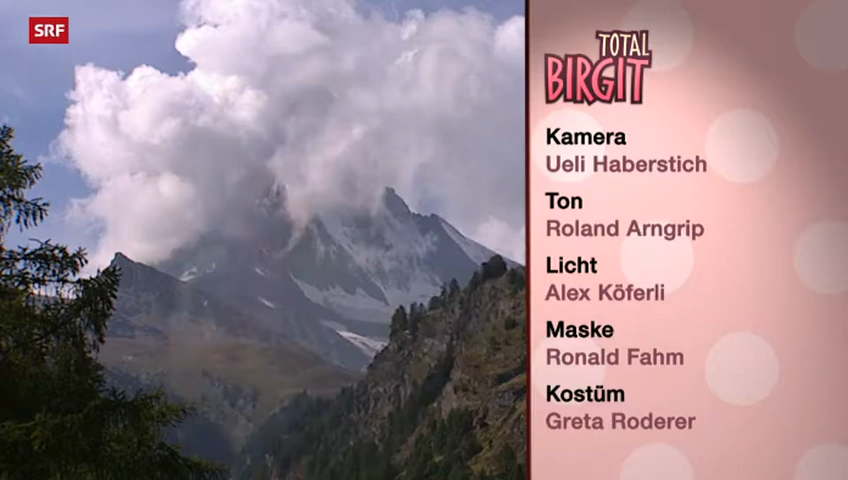 SRF
TOTAL
BIRGIT
Kamera
Ueli Haberstich
Ton
Roland Arngrip
Licht
Alex Köferli
Maske
Ronald Fahm
Kostüm
Greta Roderer